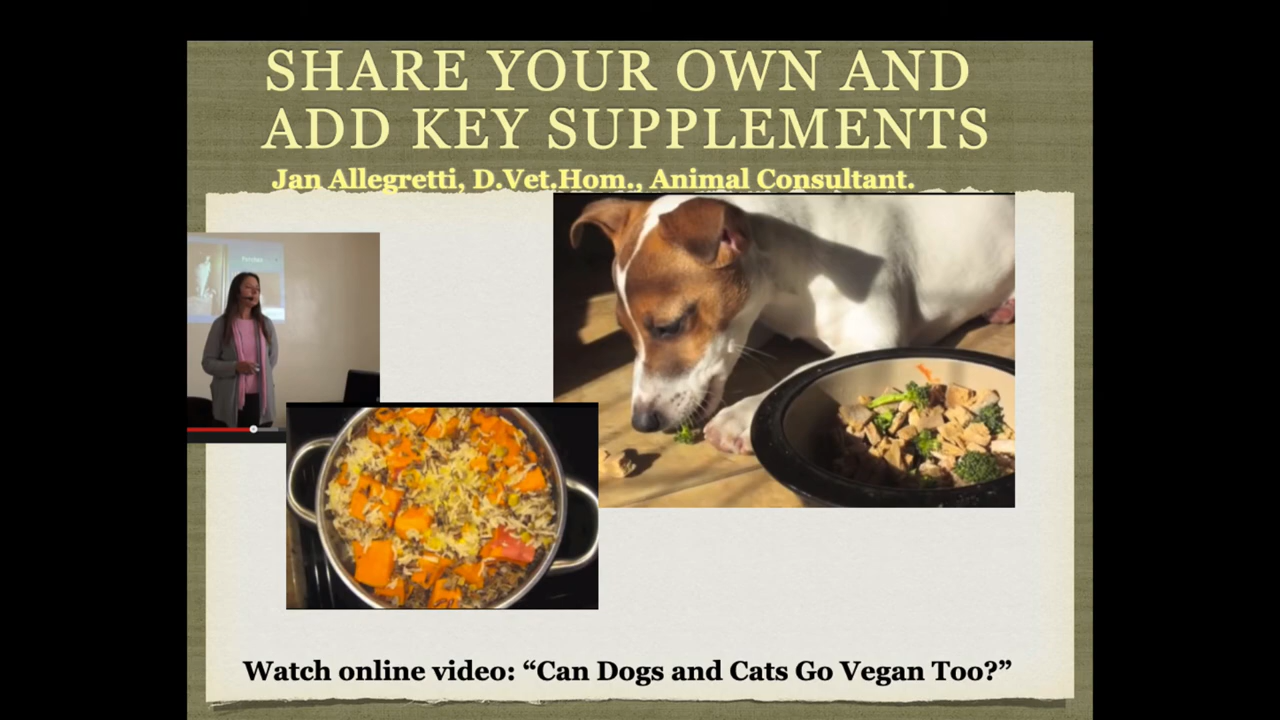 SHARE YOUR OWN AND
ADD KEY SUPPLEMENTS
Jan Allegretti, D.Vet.Hom., Animal Consultant.
Watch online video: “Can Dogs and Cats Go Vegan Too?”